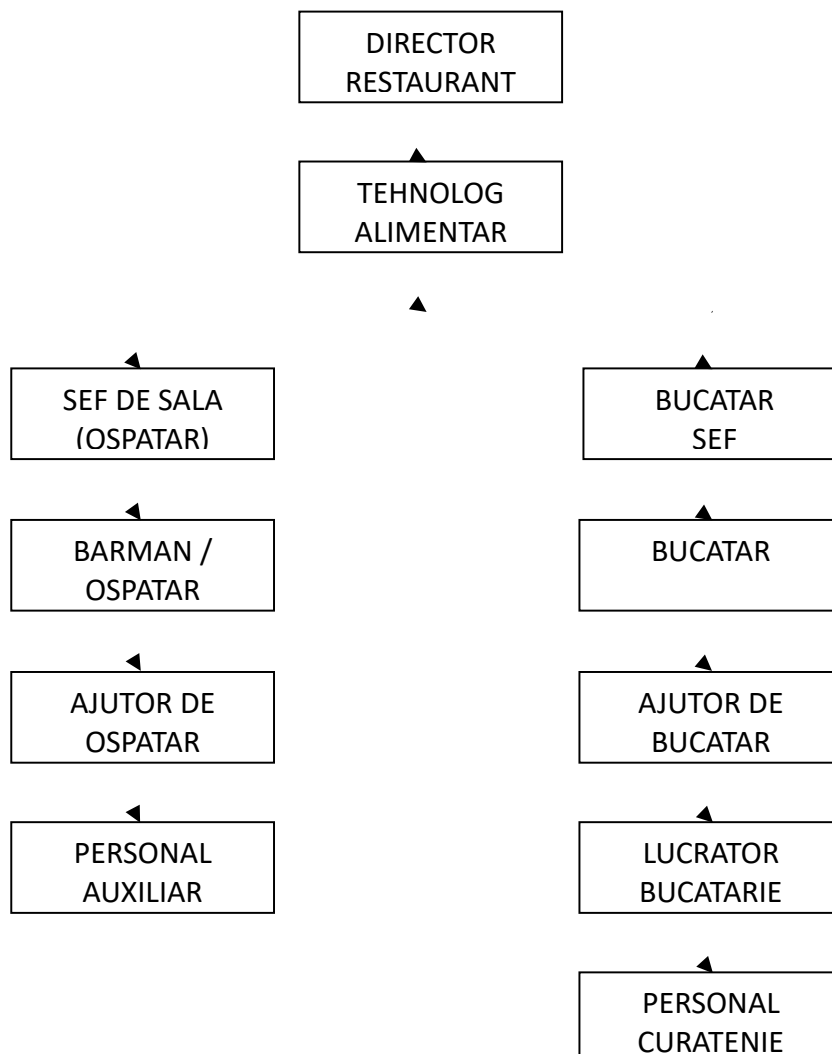 DIRECTOR
RESTAURANT
TEHNOLOG
ALIMENTAR
SEF DE SALA
(OSPATAR)
BUCATAR
SEF
BARMAN /
OSPATAR
BUCATAR
AJUTOR DE
OSPATAR
AJUTOR DE
BUCATAR
PERSONAL
AUXILIAR
LUCRATOR
BUCATARIE
PERSONAL
CURATENIE